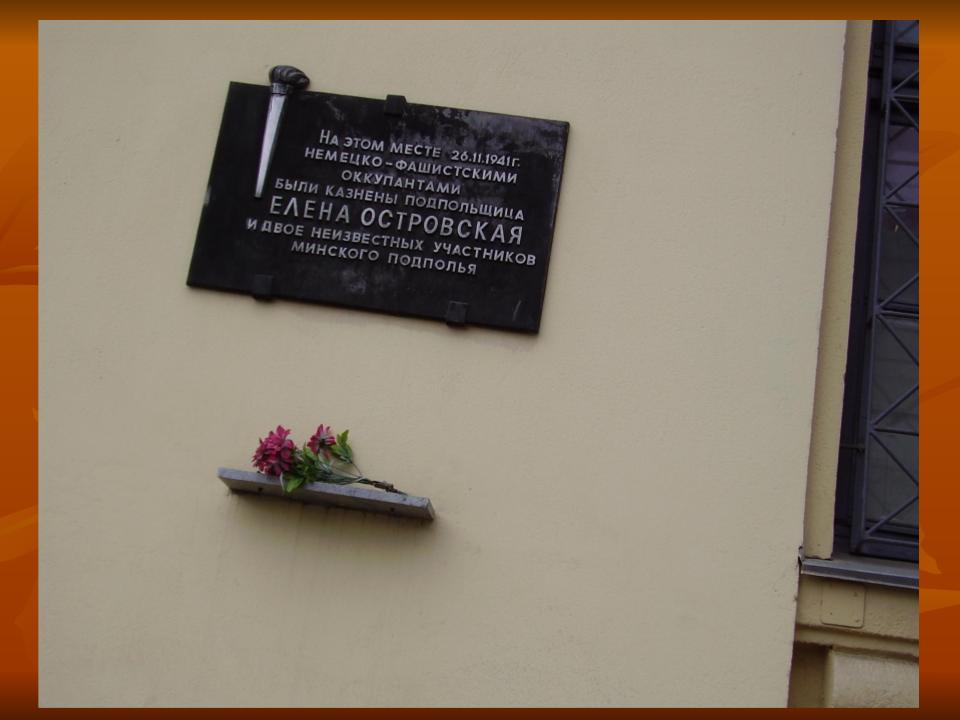 На этом месте 26.11.1941г.
немецко-фашистскими
оккупантами
были казнены подпольщица
Елена Островская
и двое неизвестных участников
минского подполья